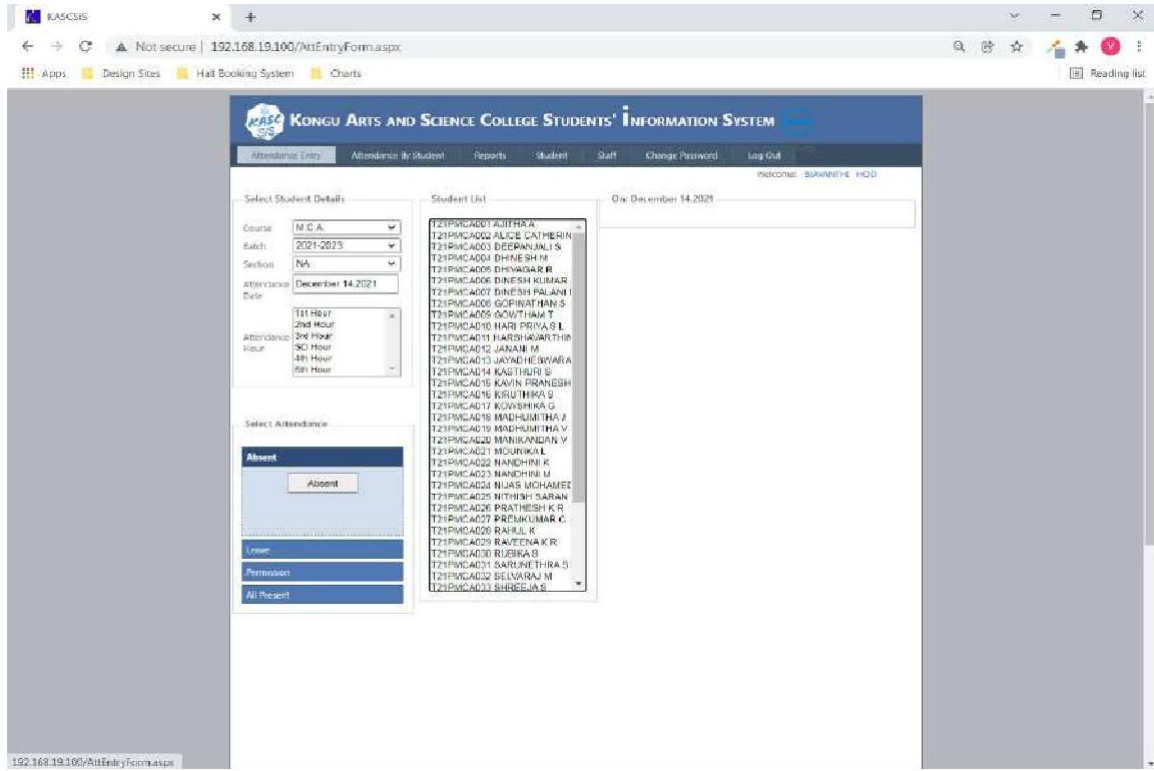 KASCSIS
Not secure | 192.168.19.100/AttEntryForm.aspx
Apps Design Sites Hall Booking System Charts Reading list
KASC SIS KONGU ARTS AND SCIENCE COLLEGE STUDENTS' INFORMATION SYSTEM
Attendance Entry Attendance By Student Reports Student Staff Change Password Log Out
Welcome! HOD
Select Student Details
Course M.C.A.
Batch 2021-2023
Section NA
Attendance Date December 14,2021
Attendance Hour
1st Hour
2nd Hour
3rd Hour
SD Hour
4th Hour
5th Hour
Select Attendance
Absent
Absent
Leave
Permission
All Present
Student List
T21PMCA001 AJITHA A
T21PMCA002 ALICE CATHERIN
T21PMCA003 DEEPANJALI S
T21PMCA004 DHINESH M
T21PMCA005 DHIVAGAR R
T21PMCA006 DINESH KUMAR
T21PMCA007 DINESH PALANI
T21PMCA008 GOPINATHAN S
T21PMCA009 GOWTHAM T
T21PMCA010 HARI PRIYA S L
T21PMCA011 HARSHAVARTHIN
T21PMCA012 JANANI M
T21PMCA013 JAYADHESWARA
T21PMCA014 KASTHURI S
T21PMCA015 KAVIN PRANESH
T21PMCA016 KIRUTHIKA S
T21PMCA017 KOWSHIKA G
T21PMCA018 MADHUMITHA J
T21PMCA019 MADHUMITHA V
T21PMCA020 MANIKANDAN V
T21PMCA021 MOUNIKA L
T21PMCA022 NANDHINI K
T21PMCA023 NANDHINI M
T21PMCA024 NIJAS MOHAMED
T21PMCA025 NITHISH SARAN
T21PMCA026 PRATHESH K R
T21PMCA027 PREMKUMAR C
T21PMCA028 RAHUL K
T21PMCA029 RAVEENA K R
T21PMCA030 RUBIKA S
T21PMCA031 SARUNETHRA S
T21PMCA032 SELVARAJ M
T21PMCA033 SHREEJA S
On: December 14,2021
192.168.19.100/AttEntryForm.aspx